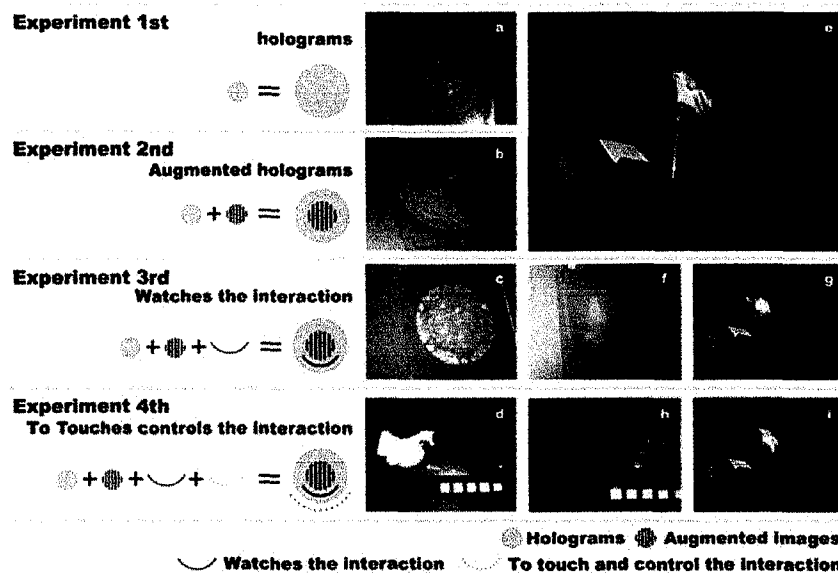 Experiment 1st
holograms
=
a
e
Experiment 2nd
Augmented holograms
+ =
b
Experiment 3rd
Watches the interaction
+ + =
c
f
g
Experiment 4th
To Touches controls the interaction
+ + + =
d
h
i
Holograms Augmented images
Watches the interaction To touch and control the interaction